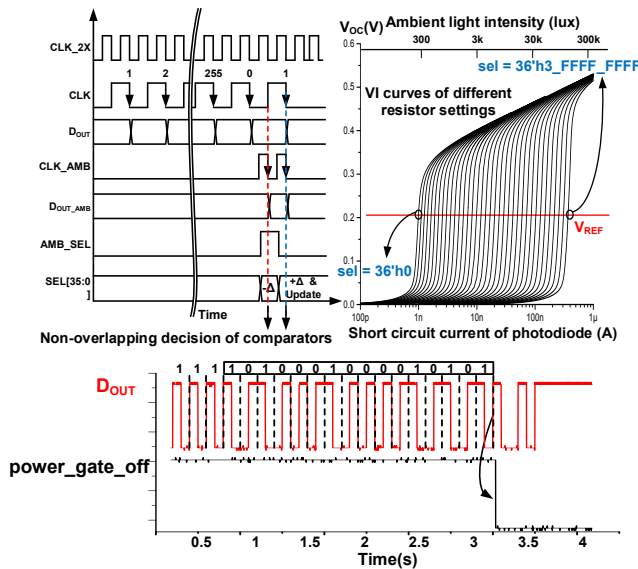 CLK_2X
1 2 255 0 1
CLK
D_OUT
CLK_AMB
D_OUT_AMB
AMB_SEL
SEL[35:0
]
-Δ
+Δ &
Update
Time
Non-overlapping decision of comparators
V_OC(V)
Ambient light intensity (lux)
300 3k 30k 300k
sel = 36'h3_FFFF_FFFF
VI curves of different
resistor settings
0.6
0.5
0.4
0.3
0.2
0.1
0.0
V_REF
sel = 36'h0
100p 1n 10n 100n 1µ
Short circuit current of photodiode (A)
1 1 1 1 0 1 0 0 0 1 0 0 0 0 1 0 1 0 1
D_OUT
power_gate_off
0.5 1 1.5 2 2.5 3 3.5 4
Time(s)